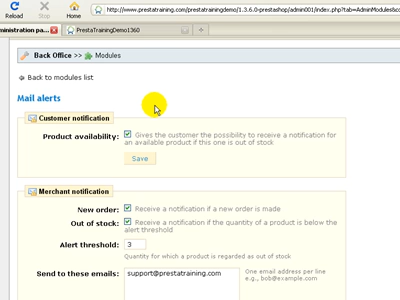 Reload Stop Home
http://www.prestatraining.com/prestatrainingdemo/1.3.6.0-prestashop/admin001/index.php?tab=AdminModules&co
ministration pa... PrestaTrainingDemo1360
Back Office >> Modules
Back to modules list
Mail alerts
Customer notification
Product availability: Gives the customer the possibility to receive a notification for
an available product if this one is out of stock
Save
Merchant notification
New order: Receive a notification if a new order is made
Out of stock: Receive a notification if the quantity of a product is below the
alert threshold
Alert threshold: 3
Quantity for which a product is regarded as out of stock
Send to these emails: support@prestatraining.com One email address per line
e.g., bob@example.com